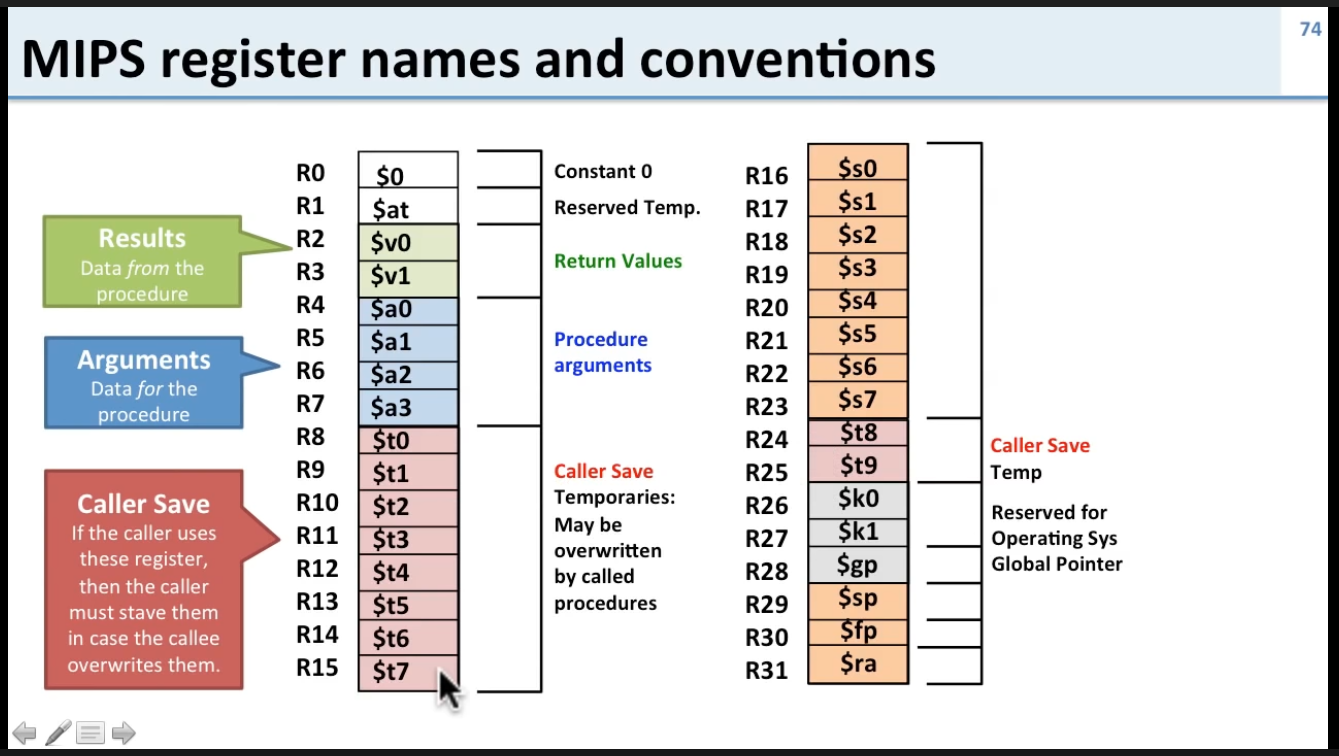 74
MIPS register names and conventions
Results
Data from the
procedure
Arguments
Data for the
procedure
Caller Save
If the caller uses
these register,
then the caller
must stave them
in case the callee
overwrites them.
R0 $0
R1 $at
R2 $v0
R3 $v1
R4 $a0
R5 $a1
R6 $a2
R7 $a3
R8 $t0
R9 $t1
R10 $t2
R11 $t3
R12 $t4
R13 $t5
R14 $t6
R15 $t7
Constant 0
Reserved Temp.
Return Values
Procedure
arguments
Caller Save
Temporaries:
May be
overwritten
by called
procedures
R16 $s0
R17 $s1
R18 $s2
R19 $s3
R20 $s4
R21 $s5
R22 $s6
R23 $s7
R24 $t8
R25 $t9
R26 $k0
R27 $k1
R28 $gp
R29 $sp
R30 $fp
R31 $ra
Caller Save
Temp
Reserved for
Operating Sys
Global Pointer